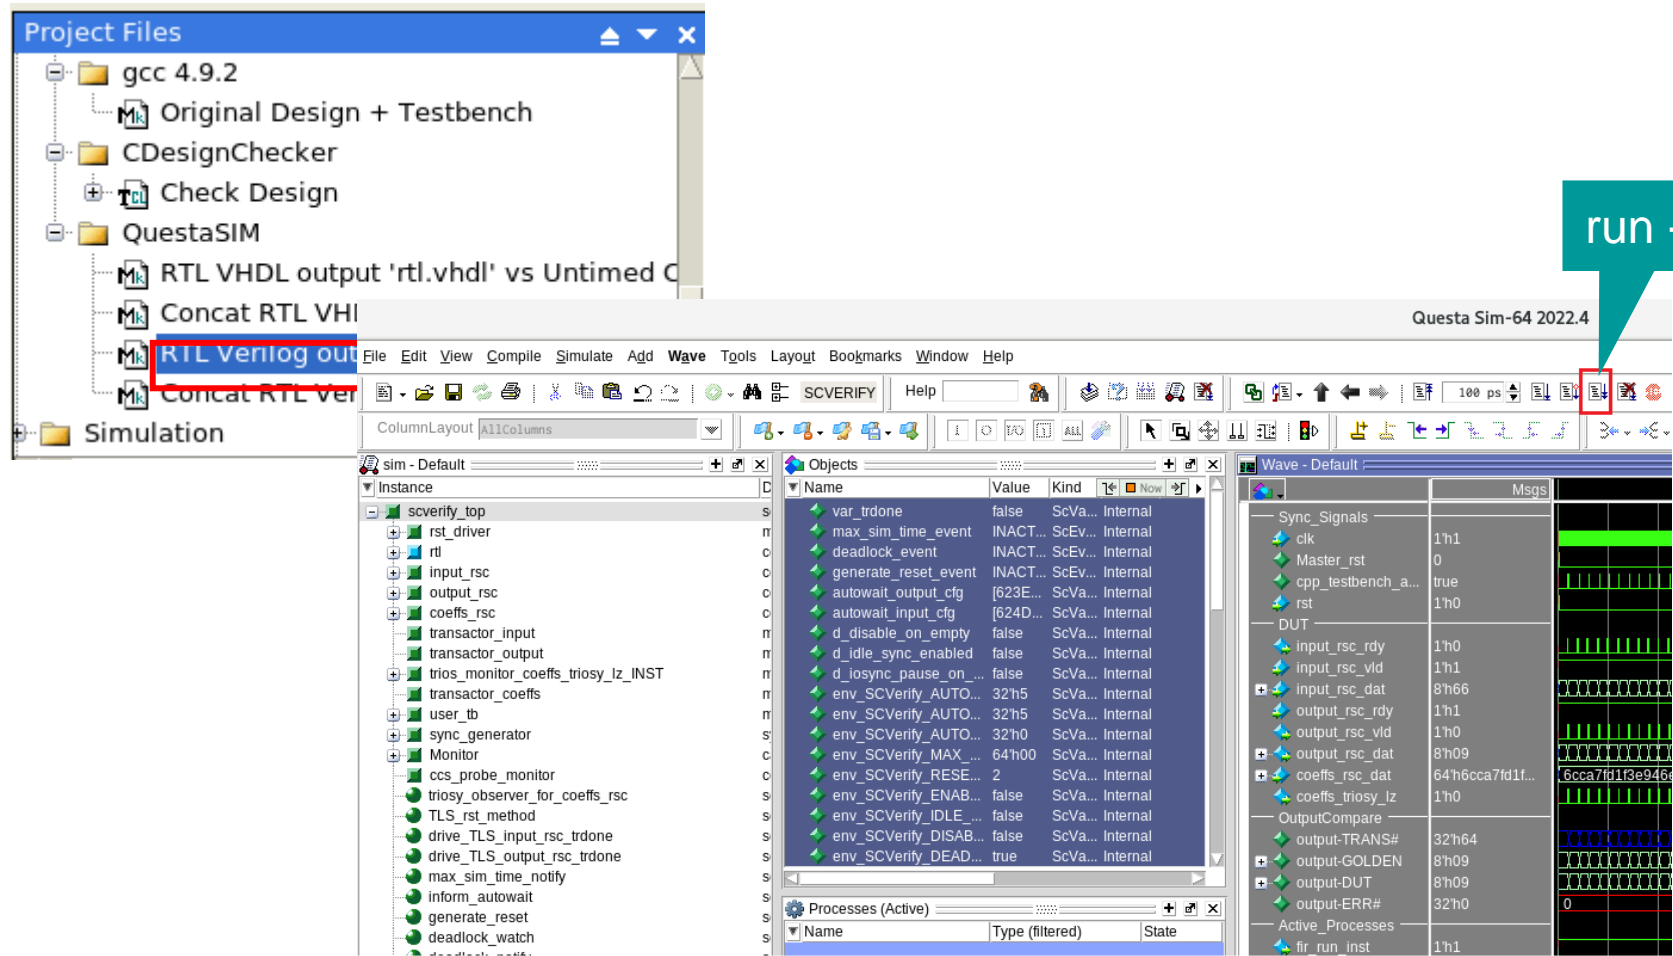 Project Files
gcc 4.9.2
Original Design + Testbench
CDesignChecker
Check Design
QuestaSIM
RTL VHDL output 'rtl.vhdl' vs Untimed C
Concat RTL VH
RTL Verilog out
Concat RTL Ver
Simulation
run -
Questa Sim-64 2022.4
File Edit View Compile Simulate Add Wave Tools Layout Bookmarks Window Help
SCVERIFY Help 100 ps
ColumnLayout AllColumns
sim - Default
Instance
scverify_top
rst_driver
rtl
input_rsc
output_rsc
coeffs_rsc
transactor_input
transactor_output
trios_monitor_coeffs_triosy_lz_INST
transactor_coeffs
user_tb
sync_generator
Monitor
ccs_probe_monitor
triosy_observer_for_coeffs_rsc
TLS_rst_method
drive_TLS_input_rsc_trdone
drive_TLS_output_rsc_trdone
max_sim_time_notify
inform_autowait
generate_reset
deadlock_watch
Objects
Name Value Kind Now
var_trdone false ScVa... Internal
max_sim_time_event INACT... ScEv... Internal
deadlock_event INACT... ScEv... Internal
generate_reset_event INACT... ScEv... Internal
autowait_output_cfg [623E... ScVa... Internal
autowait_input_cfg [624D... ScVa... Internal
d_disable_on_empty false ScVa... Internal
d_idle_sync_enabled false ScVa... Internal
d_iosync_pause_on_... false ScVa... Internal
env_SCVerify_AUTO... 32'h5 ScVa... Internal
env_SCVerify_AUTO... 32'h5 ScVa... Internal
env_SCVerify_AUTO... 32'h0 ScVa... Internal
env_SCVerify_MAX_... 64'h00 ScVa... Internal
env_SCVerify_RESE... 2 ScVa... Internal
env_SCVerify_ENAB... false ScVa... Internal
env_SCVerify_IDLE_... false ScVa... Internal
env_SCVerify_DISAB... false ScVa... Internal
env_SCVerify_DEAD... true ScVa... Internal
Processes (Active)
Name Type (filtered) State
Wave - Default
Msgs
Sync_Signals
clk 1'h1
Master_rst 0
cpp_testbench_a... true
rst 1'h0
DUT
input_rsc_rdy 1'h0
input_rsc_vld 1'h1
input_rsc_dat 8'h66
output_rsc_rdy 1'h1
output_rsc_vld 1'h0
output_rsc_dat 8'h09
coeffs_rsc_dat 64'h6cca7fd1f... 6cca7fd1f3e946e
coeffs_triosy_lz 1'h0
OutputCompare
output-TRANS# 32'h64
output-GOLDEN 8'h09
output-DUT 8'h09
output-ERR# 32'h0 0
Active_Processes
fir_run_inst 1'h1